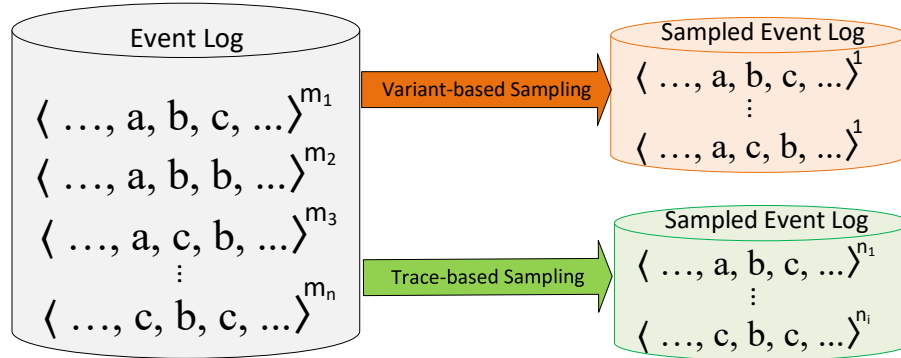 Event Log
⟨ ..., a, b, c, ...⟩^m₁
⟨ ..., a, b, b, ...⟩^m₂
⟨ ..., a, c, b, ...⟩^m₃
⋮
⟨ ..., c, b, c, ...⟩^mₙ
Variant-based Sampling
Trace-based Sampling
Sampled Event Log
⟨ ..., a, b, c, ...⟩^1
⋮
⟨ ..., a, c, b, ...⟩^1
Sampled Event Log
⟨ ..., a, b, c, ...⟩^n₁
⋮
⟨ ..., c, b, c, ...⟩^nᵢ